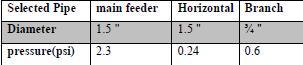 Selected Pipe main feeder Horizontal Branch
Diameter 1.5 " 1.5 " ¾ "
pressure(psi) 2.3 0.24 0.6